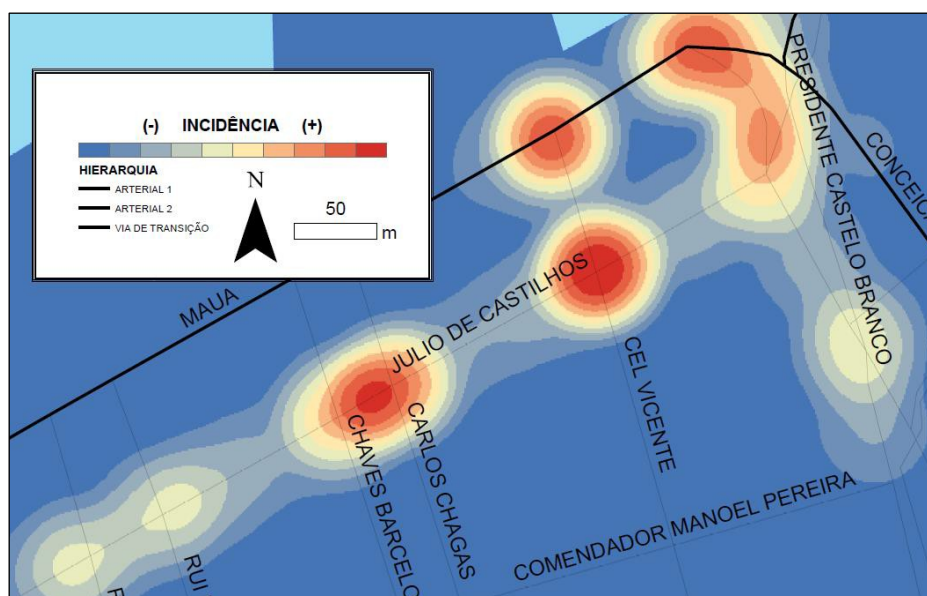 (-) INCIDÊNCIA (+)
HIERARQUIA
ARTERIAL 1
ARTERIAL 2
VIA DE TRANSIÇÃO
N
50
m
MAUA
JULIO DE CASTILHOS
PRESIDENTE CASTELO BRANCO
CONCEIC
CEL VICENTE
CHAVES BARCELO
CARLOS CHAGAS
COMENDADOR MANOEL PEREIRA
RUI